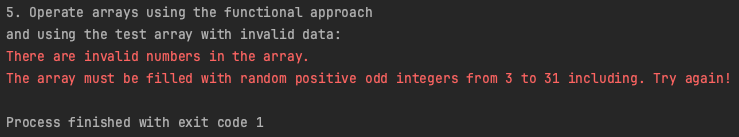 5. Operate arrays using the functional approach
and using the test array with invalid data:
There are invalid numbers in the array.
The array must be filled with random positive odd integers from 3 to 31 including. Try again!
Process finished with exit code 1